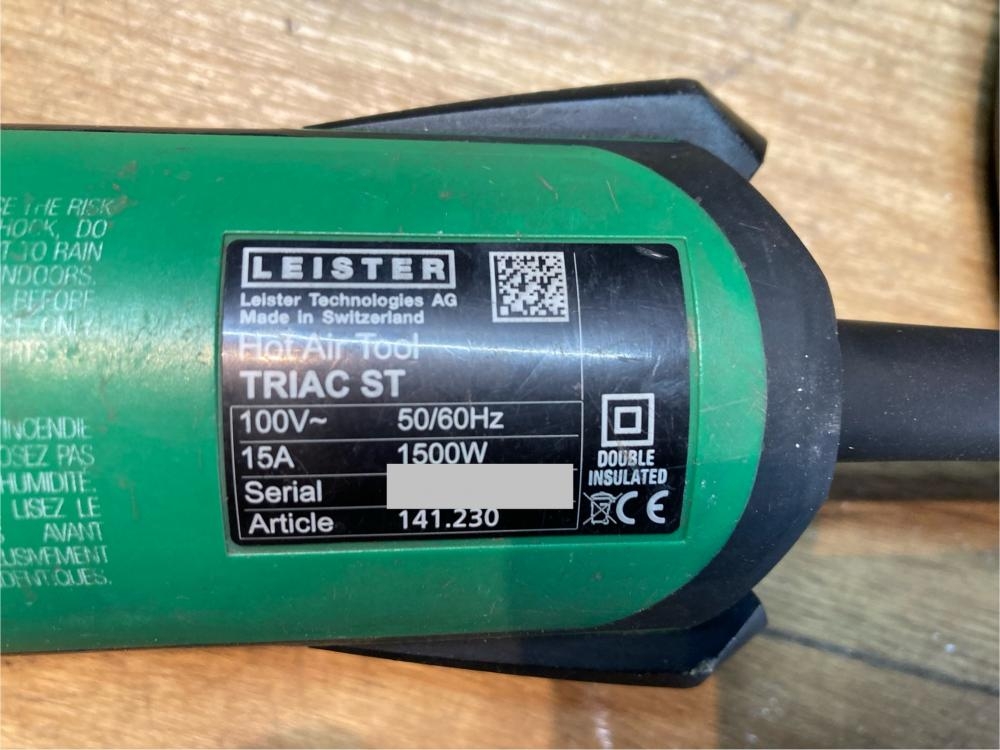 E THE RISK
HOCK, DO
T TO RAIN
NDOORS.
BEFORE
ONLY
INCENDIE
OSEZ PAS
HUMIDITE.
LISEZ LE
AVANT
USIVEMENT
IDENTIQUES.
LEISTER
Leister Technologies AG
Made in Switzerland
Hot Air Tool
TRIAC ST
100V~ 50/60Hz
15A 1500W
Serial
Article 141.230
DOUBLE
INSULATED
CE